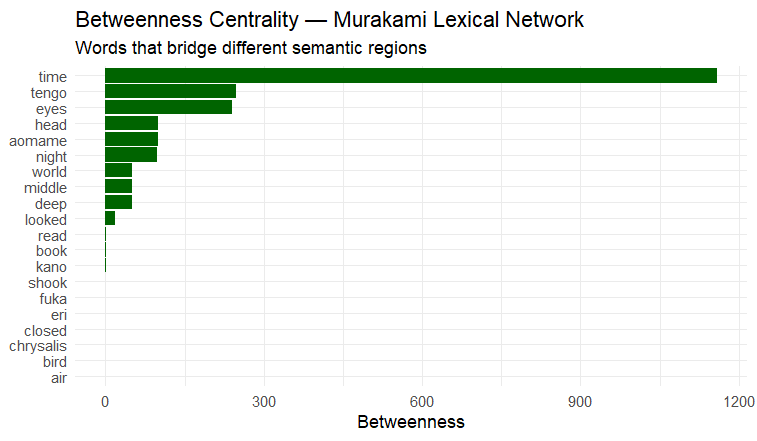 Betweenness Centrality — Murakami Lexical Network
Words that bridge different semantic regions
time
tengo
eyes
head
aomame
night
world
middle
deep
looked
read
book
kano
shook
fuka
eri
closed
chrysalis
bird
air
0 300 600 900 1200
Betweenness